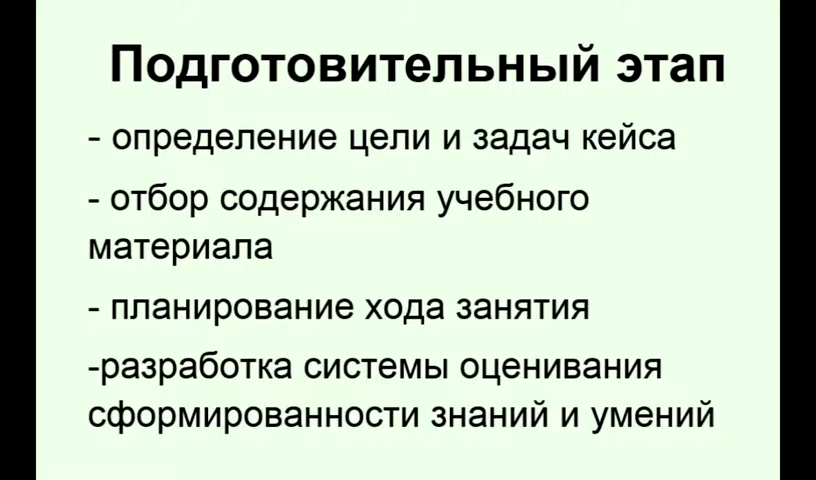 Подготовительный этап
- определение цели и задач кейса
- отбор содержания учебного
материала
- планирование хода занятия
-разработка системы оценивания
сформированности знаний и умений